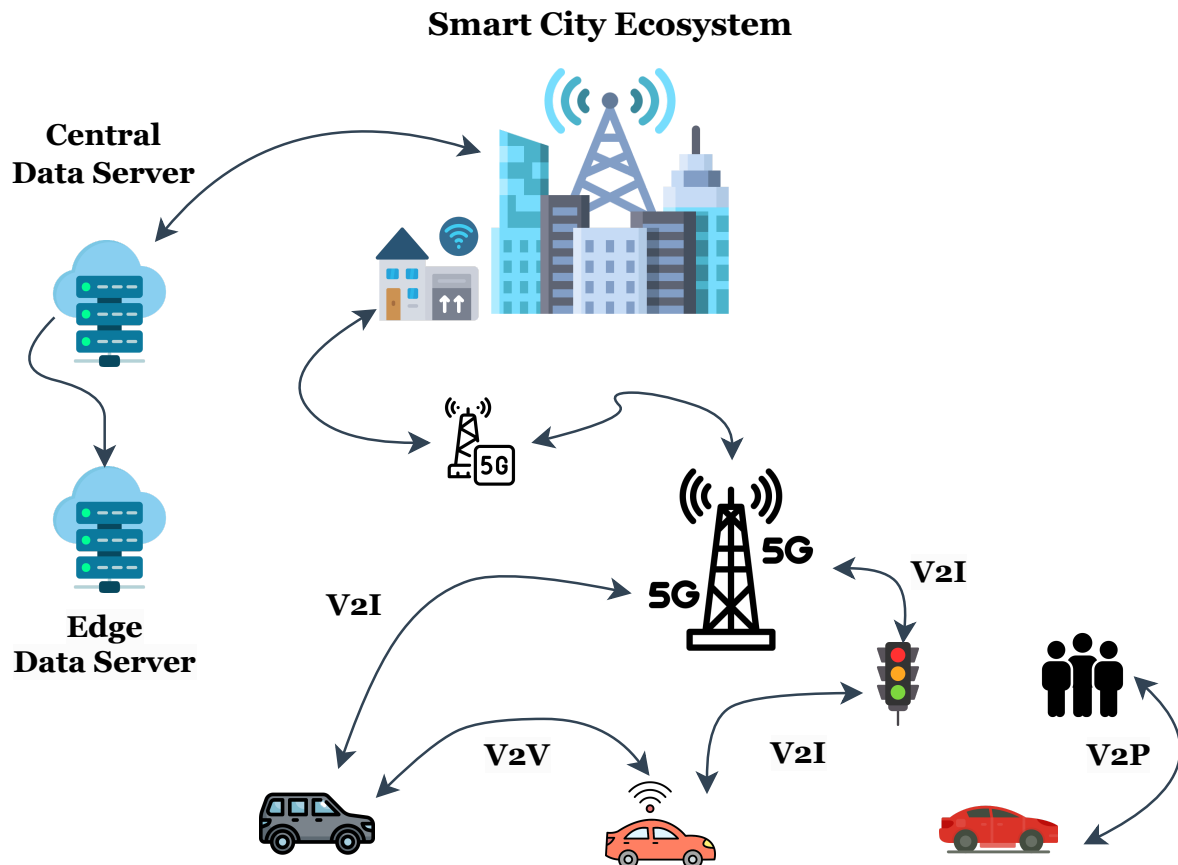 Smart City Ecosystem
Central
Data Server
5G
5G
5G
V2I
V2I
Edge
Data Server
V2V
V2I
V2P